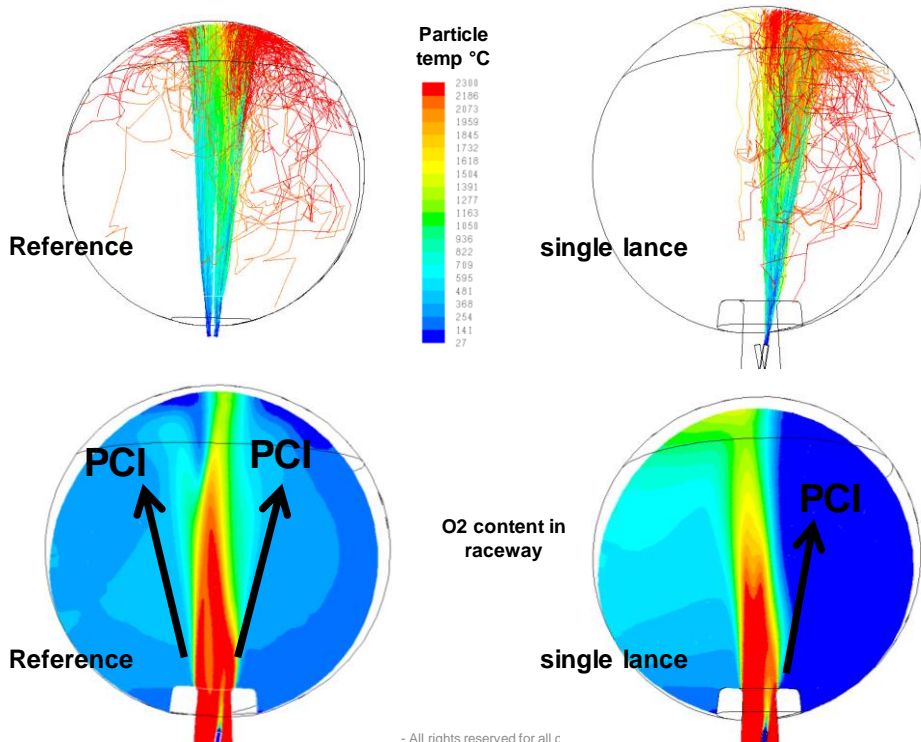 Particle
temp °C
2300
2186
2073
1959
1845
1732
1618
1504
1391
1277
1163
1050
936
822
709
595
481
368
254
141
27
Reference
single lance
PCI
PCI
O2 content in
raceway
PCI
Reference
single lance
- All rights reserved for all c